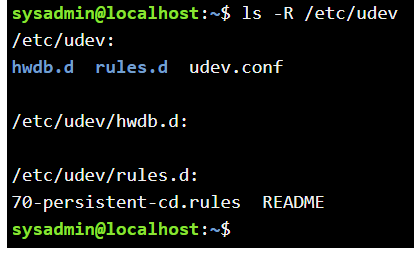 sysadmin@localhost:~$ ls -R /etc/udev
/etc/udev:
hwdb.d  rules.d  udev.conf

/etc/udev/hwdb.d:

/etc/udev/rules.d:
70-persistent-cd.rules  README
sysadmin@localhost:~$